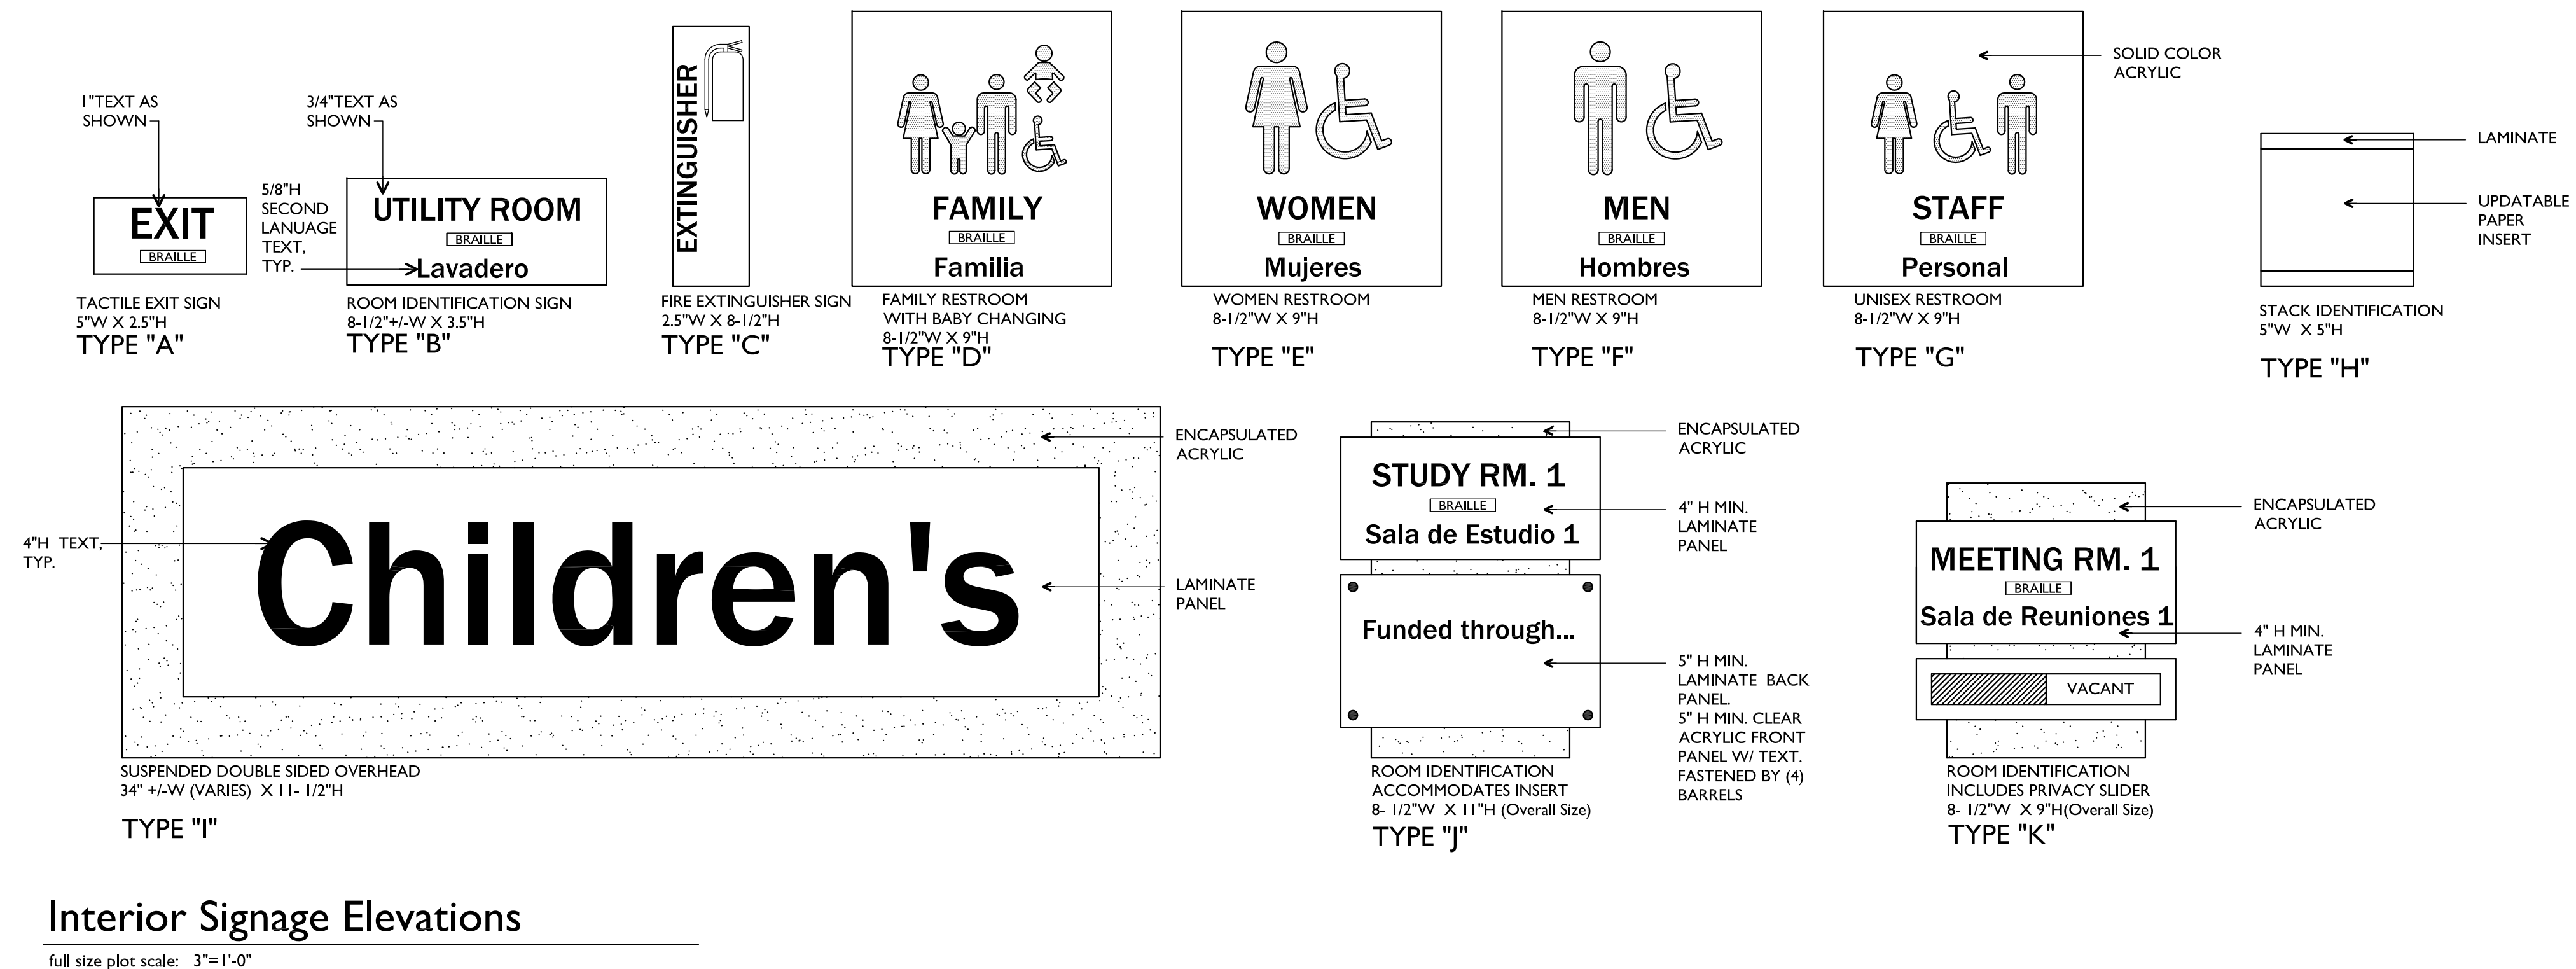 1"TEXT AS
SHOWN
EXIT
BRAILLE
TACTILE EXIT SIGN
5"W X 2.5"H
TYPE "A"
3/4"TEXT AS
SHOWN
5/8"H
SECOND
LANUAGE
TEXT,
TYP.
UTILITY ROOM
BRAILLE
Lavadero
ROOM IDENTIFICATION SIGN
8-1/2"+/-W X 3.5"H
TYPE "B"
EXTINGUISHER
FIRE EXTINGUISHER SIGN
2.5"W X 8-1/2"H
TYPE "C"
FAMILY
BRAILLE
Familia
FAMILY RESTROOM
WITH BABY CHANGING
8-1/2"W X 9"H
TYPE "D"
WOMEN
BRAILLE
Mujeres
WOMEN RESTROOM
8-1/2"W X 9"H
TYPE "E"
MEN
BRAILLE
Hombres
MEN RESTROOM
8-1/2"W X 9"H
TYPE "F"
SOLID COLOR
ACRYLIC
STAFF
BRAILLE
Personal
UNISEX RESTROOM
8-1/2"W X 9"H
TYPE "G"
LAMINATE
UPDATABLE
PAPER
INSERT
STACK IDENTIFICATION
5"W X 5"H
TYPE "H"
4"H TEXT,
TYP.
Children's
ENCAPSULATED
ACRYLIC
LAMINATE
PANEL
SUSPENDED DOUBLE SIDED OVERHEAD
34" +/-W (VARIES) X 11- 1/2"H
TYPE "I"
STUDY RM. 1
BRAILLE
Sala de Estudio 1
Funded through...
ENCAPSULATED
ACRYLIC
4" H MIN.
LAMINATE
PANEL
5" H MIN.
LAMINATE BACK
PANEL.
5" H MIN. CLEAR
ACRYLIC FRONT
PANEL W/ TEXT.
FASTENED BY (4)
BARRELS
ROOM IDENTIFICATION
ACCOMMODATES INSERT
8- 1/2"W X 11"H (Overall Size)
TYPE "J"
MEETING RM. 1
BRAILLE
Sala de Reuniones 1
VACANT
ENCAPSULATED
ACRYLIC
4" H MIN.
LAMINATE
PANEL
ROOM IDENTIFICATION
INCLUDES PRIVACY SLIDER
8- 1/2"W X 9"H(Overall Size)
TYPE "K"
Interior Signage Elevations
full size plot scale: 3"=1'-0"